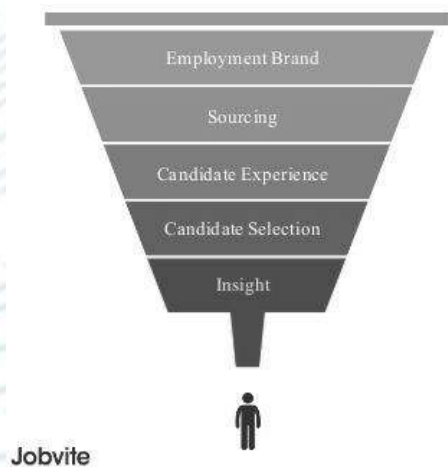 Employment Brand
Sourcing
Candidate Experience
Candidate Selection
Insight
Jobvite